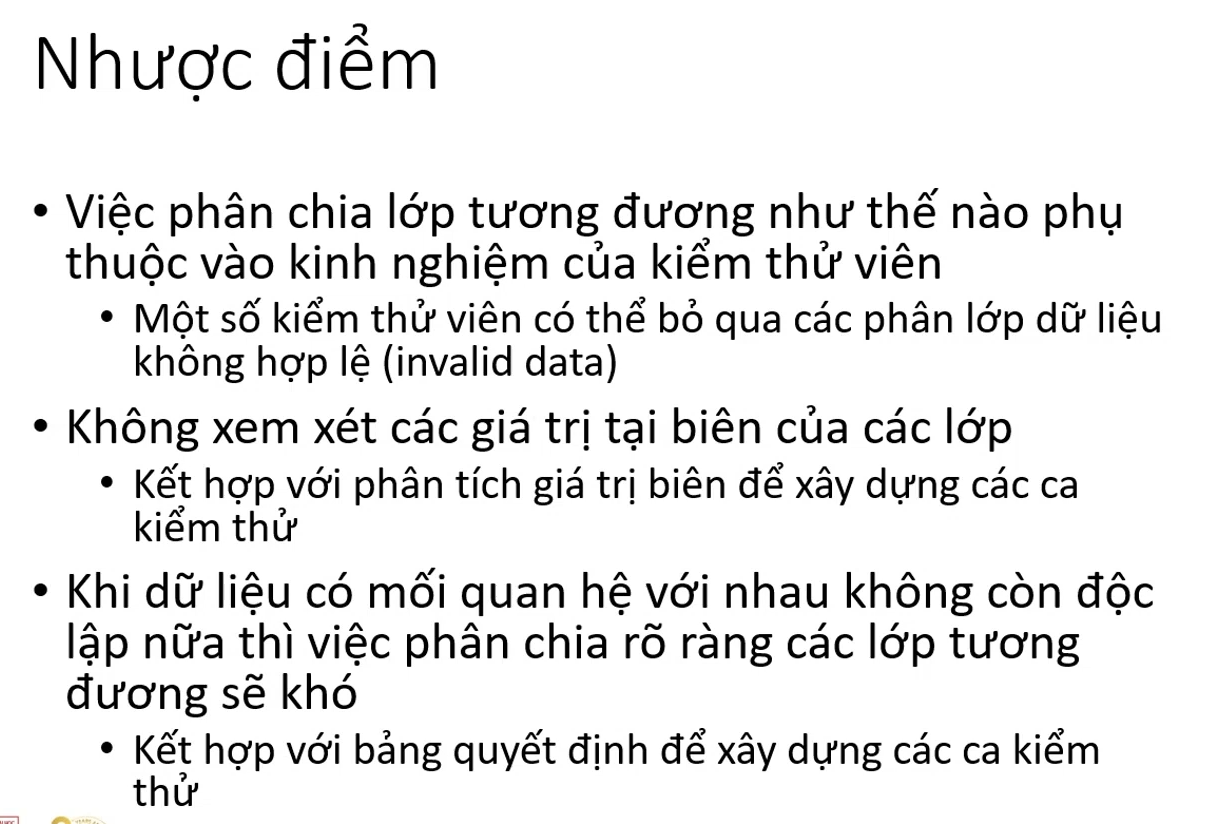 Nhược điểm
• Việc phân chia lớp tương đương như thế nào phụ
thuộc vào kinh nghiệm của kiểm thử viên
• Một số kiểm thử viên có thể bỏ qua các phân lớp dữ liệu
không hợp lệ (invalid data)
• Không xem xét các giá trị tại biên của các lớp
• Kết hợp với phân tích giá trị biên để xây dựng các ca
kiểm thử
• Khi dữ liệu có mối quan hệ với nhau không còn độc
lập nữa thì việc phân chia rõ ràng các lớp tương
đương sẽ khó
• Kết hợp với bảng quyết định để xây dựng các ca kiểm
thử